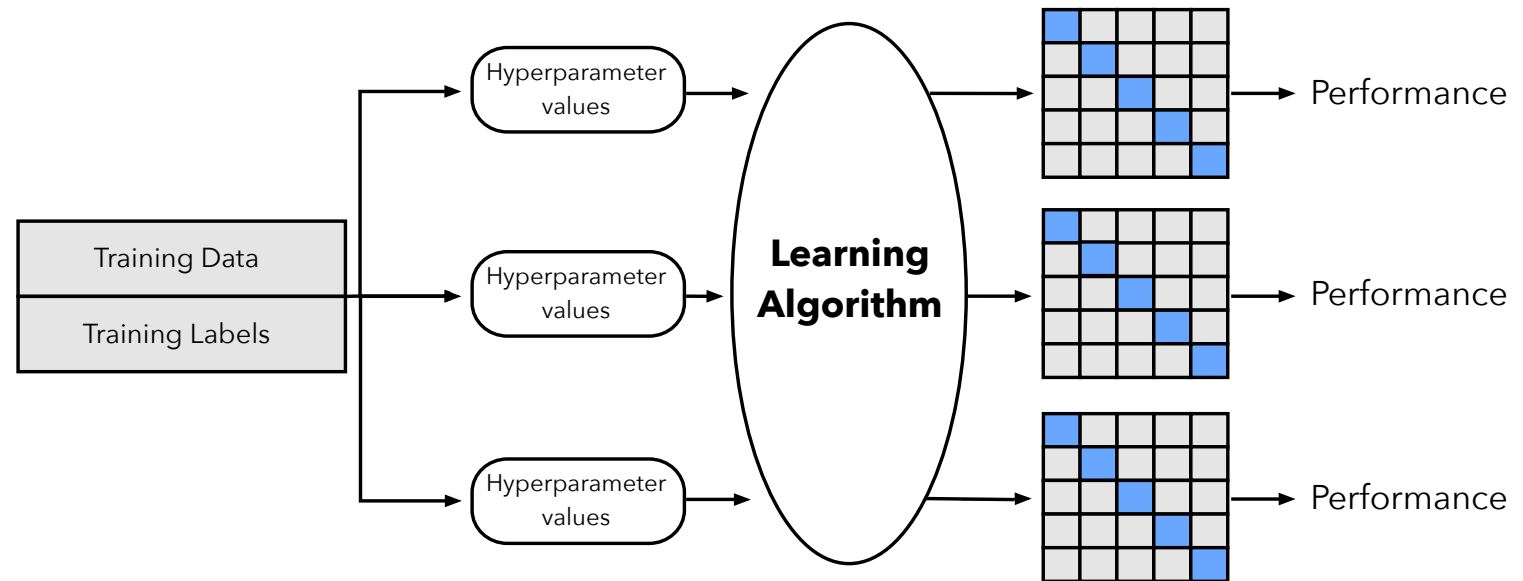 Hyperparameter
values
Performance
Training Data
Training Labels
Hyperparameter
values
Learning
Algorithm
Performance
Hyperparameter
values
Performance